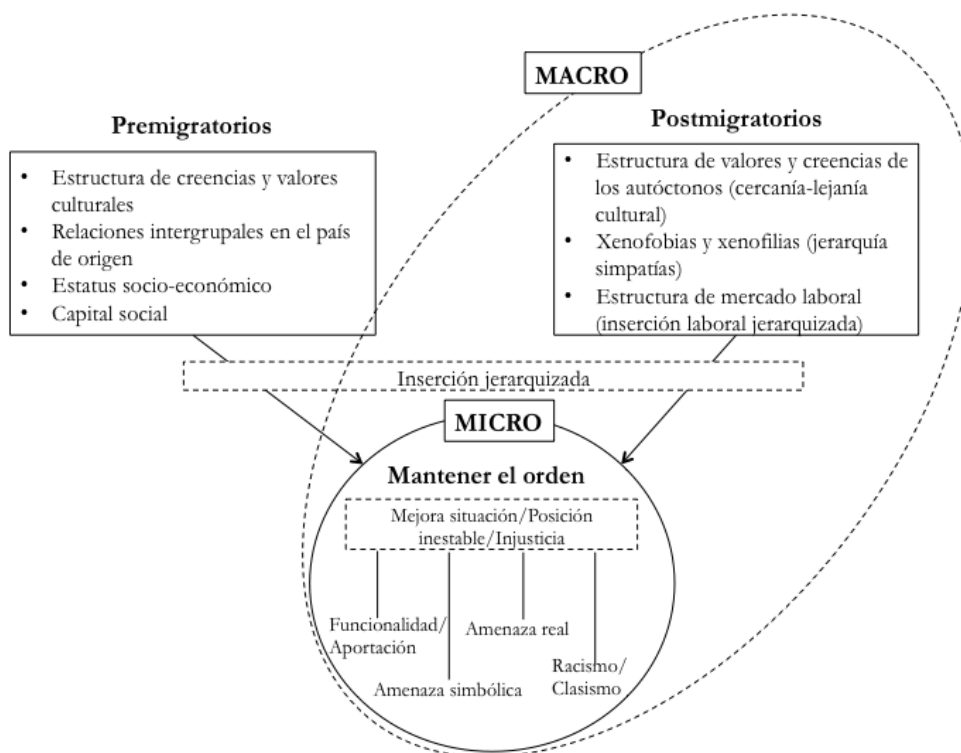 MACRO
Premigratorios
• Estructura de creencias y valores
culturales
• Relaciones intergrupales en el país
de origen
• Estatus socio-económico
• Capital social
Postmigratorios
• Estructura de valores y creencias de
los autóctonos (cercanía-lejanía
cultural)
• Xenofobias y xenofilias (jerarquía
simpatías)
• Estructura de mercado laboral
(inserción laboral jerarquizada)
Inserción jerarquizada
MICRO
Mantener el orden
Mejora situación/Posición
inestable/Injusticia
Funcionalidad/
Aportación
Amenaza simbólica
Amenaza real
Racismo/
Clasismo